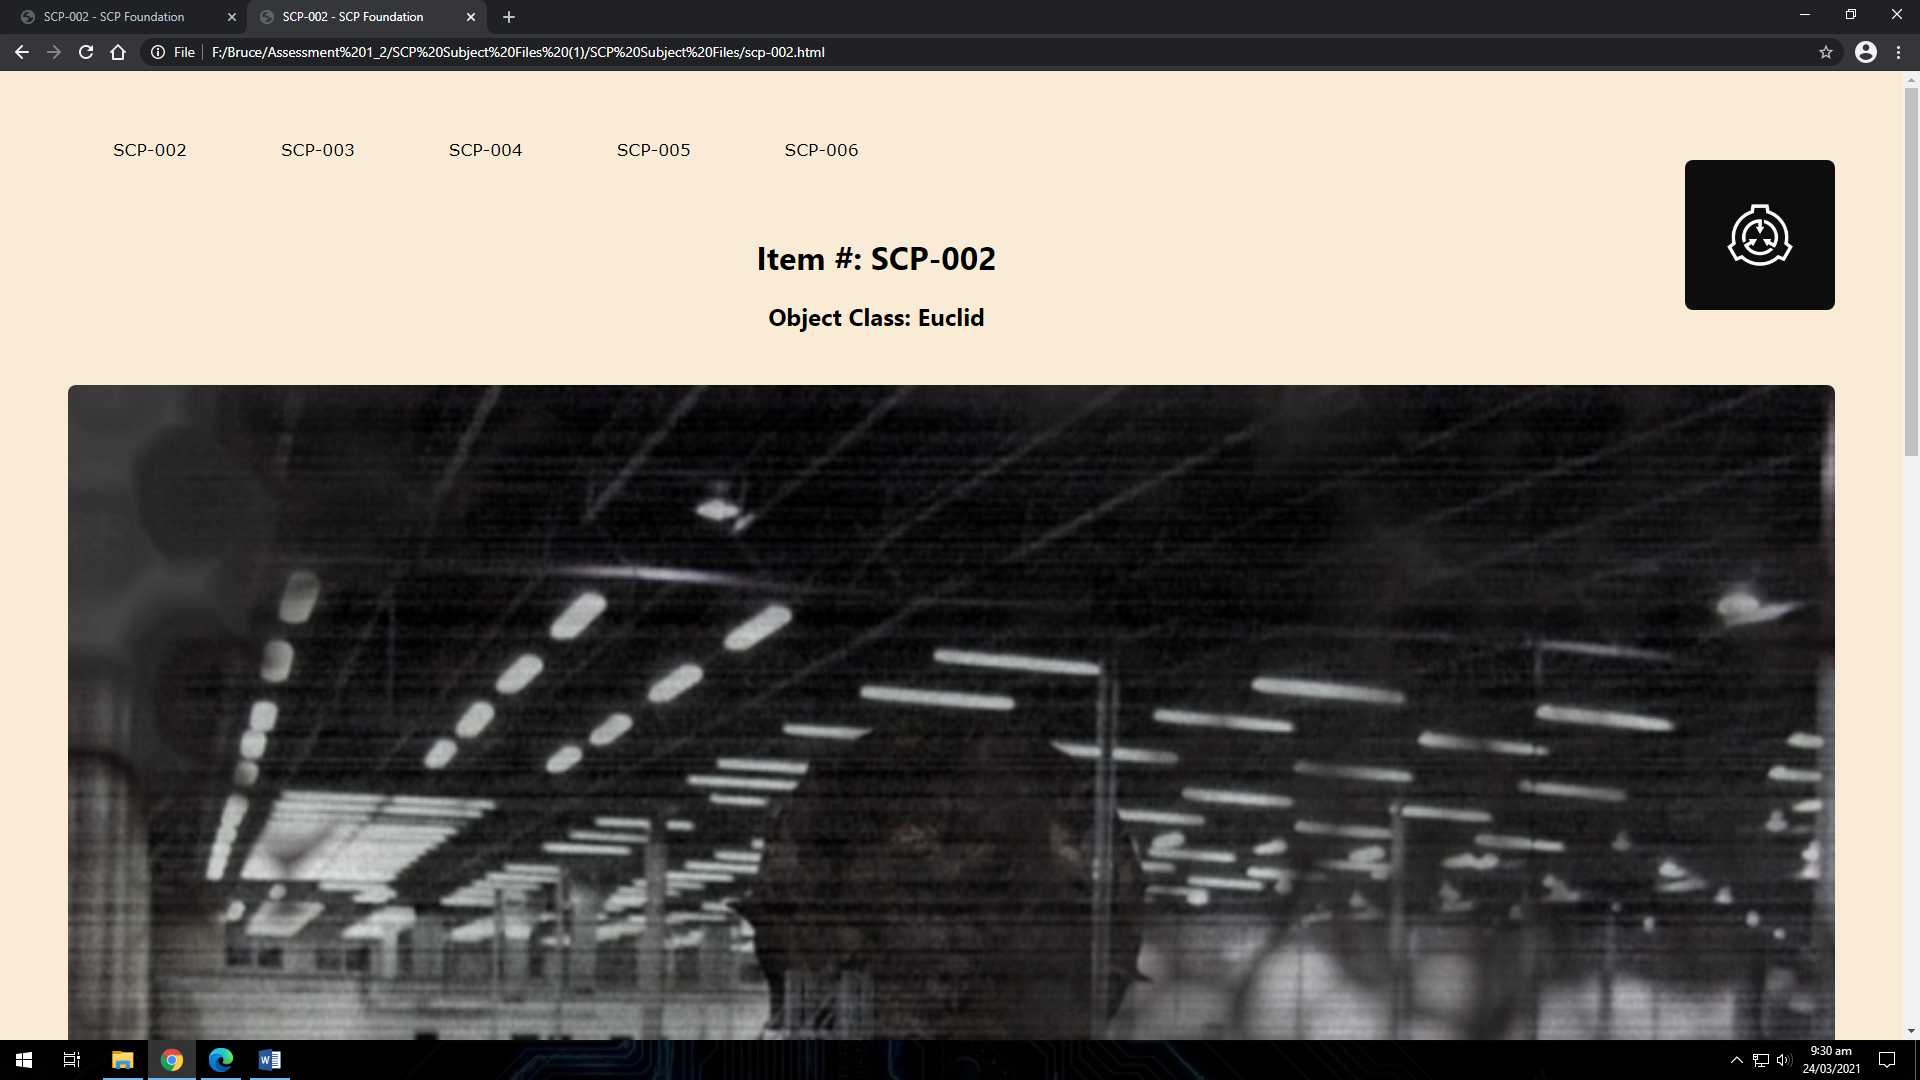 SCP-002 - SCP Foundation
SCP-002 - SCP Foundation
File
F:/Bruce/Assessment%201_2/SCP%20Subject%20Files%20(1)/SCP%20Subject%20Files/scp-002.html
SCP-002
SCP-003
SCP-004
SCP-005
SCP-006
Item #: SCP-002
Object Class: Euclid
9:30 am
24/03/2021